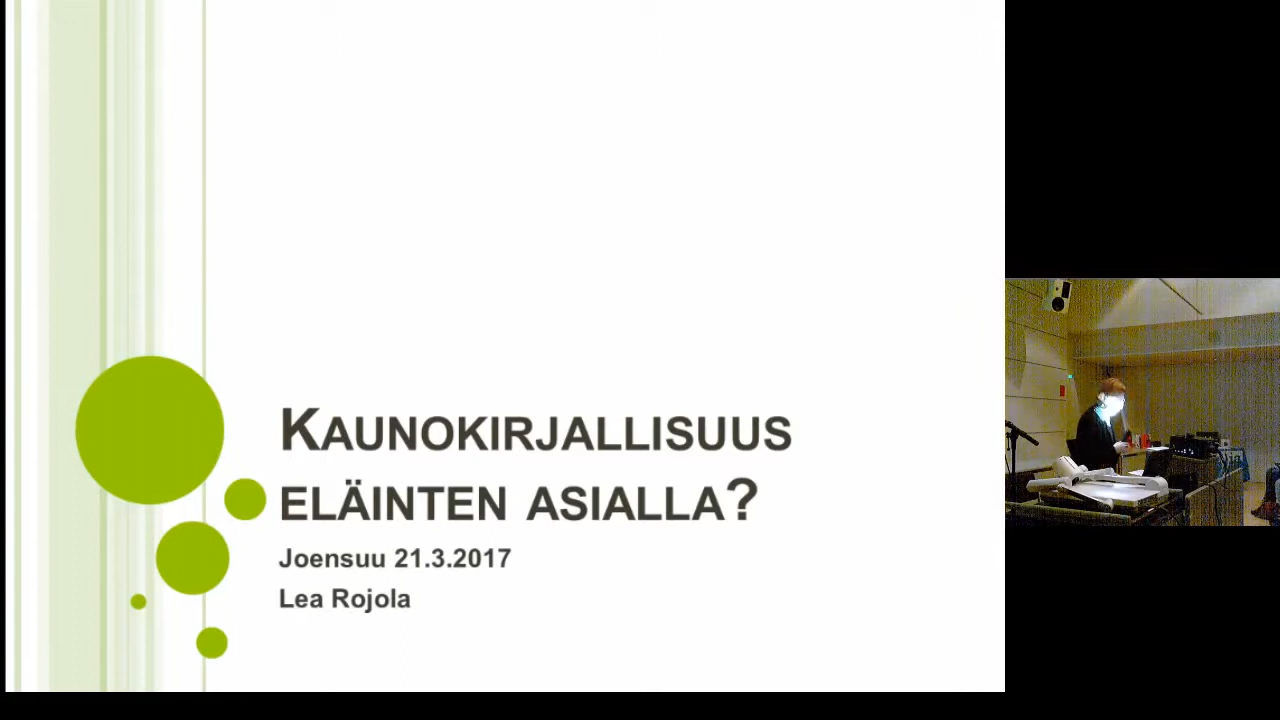 KAUNOKIRJALLISUUS
ELÄINTEN ASIALLA?
Joensuu 21.3.2017
Lea Rojola